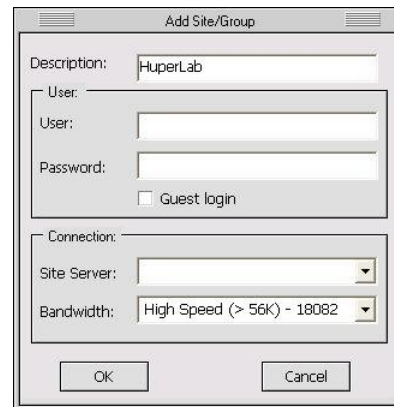 Add Site/Group
Description: HuperLab
User:
User:
Password:
Guest login
Connection:
Site Server:
Bandwidth: High Speed (> 56K) - 18082
OK Cancel